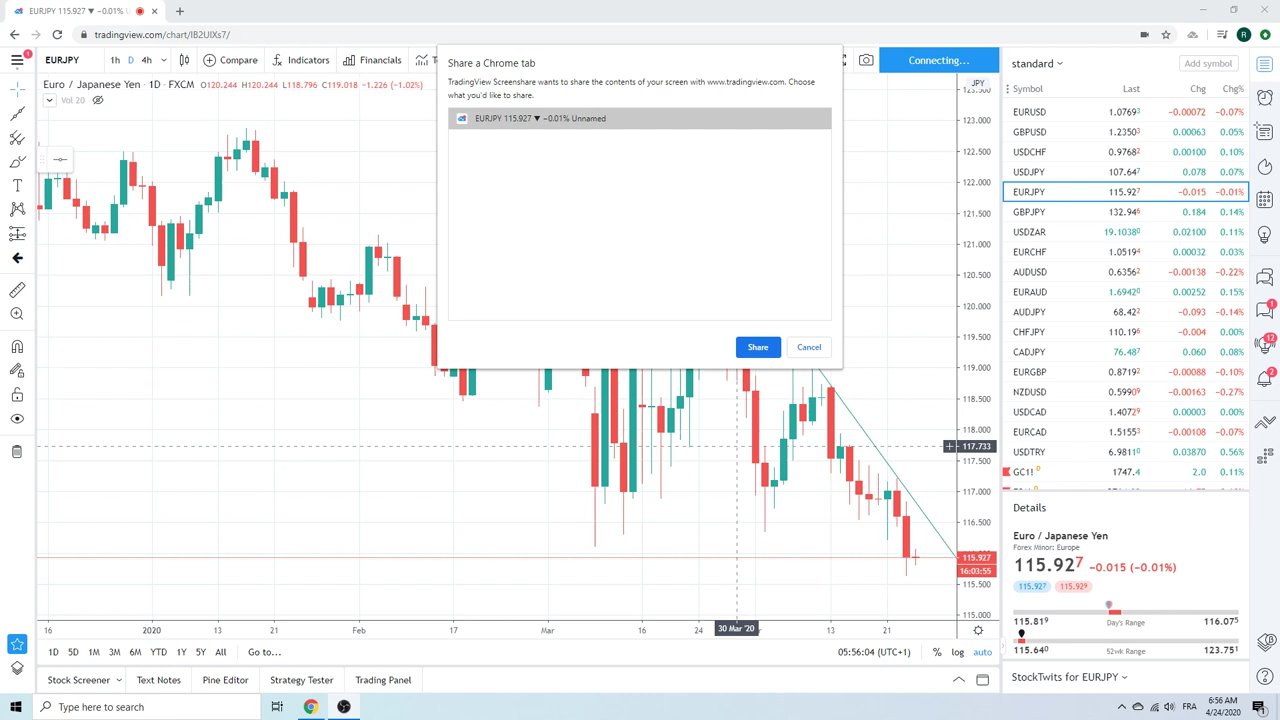 EURJPY 115.927 ▼ −0.01% U
tradingview.com/chart/IB2UIXs7/
R
1
EURJPY
1h D 4h
Compare
Indicators
Financials
Connecting...
Euro / Japanese Yen · 1D · FXCM O120.244 H120.244 L118.796 C119.018 −1.226 (−1.02%)
Vol 20
Share a Chrome tab
TradingView Screenshare wants to share the contents of your screen with www.tradingview.com. Choose
what you'd like to share.
EURJPY 115.927 ▼ −0.01% Unnamed
Share Cancel
JPY
123.500
123.000
122.500
122.000
121.500
121.000
120.500
120.000
119.500
119.000
118.500
118.000
117.733
117.500
117.000
116.500
115.927
16:03:55
115.500
115.000
16 2020 13 21 Feb 17 Mar 16 24 30 Mar '20 13 21
1D 5D 1M 3M 6M YTD 1Y 5Y All Go to...
05:56:04 (UTC+1) % log auto
Stock Screener Text Notes Pine Editor Strategy Tester Trading Panel
standard
Add symbol
Symbol Last Chg Chg%
EURUSD 1.0769³ −0.00072 −0.07%
GBPUSD 1.2350³ 0.00063 0.05%
USDCHF 0.9768² 0.00100 0.10%
USDJPY 107.64⁷ 0.078 0.07%
EURJPY 115.92⁷ −0.015 −0.01%
GBPJPY 132.94⁶ 0.184 0.14%
USDZAR 19.1038⁰ 0.02100 0.11%
EURCHF 1.0519⁴ 0.00032 0.03%
AUDUSD 0.6356² −0.00138 −0.22%
EURAUD 1.6942⁰ 0.00252 0.15%
AUDJPY 68.42² −0.093 −0.14%
CHFJPY 110.19⁶ −0.004 0.00%
CADJPY 76.48⁷ 0.060 0.08%
EURGBP 0.8719² −0.00088 −0.10%
NZDUSD 0.5990⁹ −0.00163 −0.27%
USDCAD 1.4072⁹ 0.00003 0.00%
EURCAD 1.5155³ −0.00108 −0.07%
USDTRY 6.9811⁰ 0.03870 0.56%
GC1! D 1747.4 2.0 0.11%
Details
Euro / Japanese Yen
Forex Minor: Europe
115.92⁷ −0.015 (−0.01%)
115.92⁷ 115.92⁹
115.81⁹ Day's Range 116.07⁵
115.64⁰ 52wk Range 123.75¹
StockTwits for EURJPY
1
12
2
Type here to search
FRA
6:56 AM
4/24/2020
1